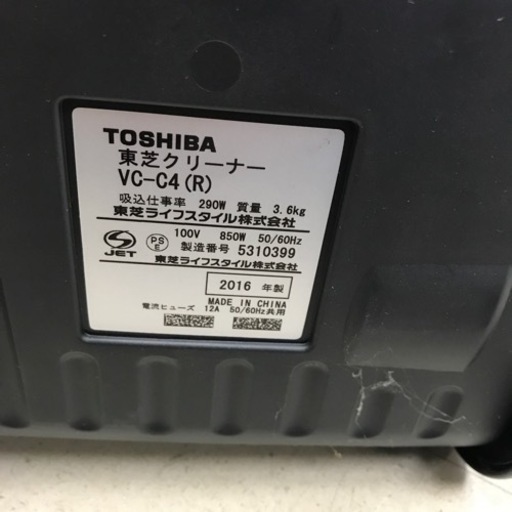 TOSHIBA
東芝クリーナー
VC-C4(R)
吸込仕事率 290W 質量 3.6kg
東芝ライフスタイル株式会社
100V 850W 50/60Hz
製造番号 5310399
JET
PS
E
東芝ライフスタイル株式会社
2016 年製
MADE IN CHINA
電流ヒューズ 12A 50/60Hz共用